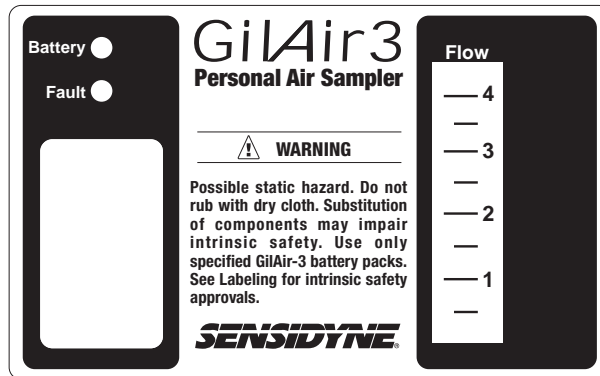 Battery
Fault
GilAir3
Personal Air Sampler
WARNING
Possible static hazard. Do not
rub with dry cloth. Substitution
of components may impair
intrinsic safety. Use only
specified GilAir-3 battery packs.
See Labeling for intrinsic safety
approvals.
SENSIDYNE®
Flow
4
3
2
1